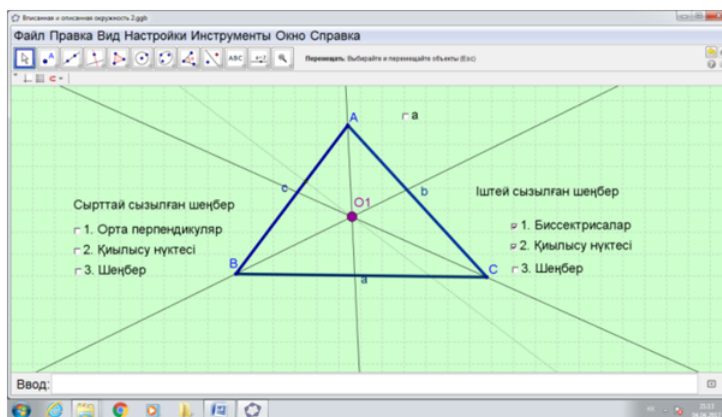 Вписанная и описанная окружность 2.ggb
Файл Правка Вид Настройки Инструменты Окно Справка
ABC
Перемещать: Выбирайте и перемещайте объекты (Esc)
a
A
c
b
O1
B
a
C
Сырттай сызылған шеңбер
1. Орта перпендикуляр
2. Қиылысу нүктесі
3. Шеңбер
Іштей сызылған шеңбер
1. Биссектрисалар
2. Қиылысу нүктесі
3. Шеңбер
Ввод: